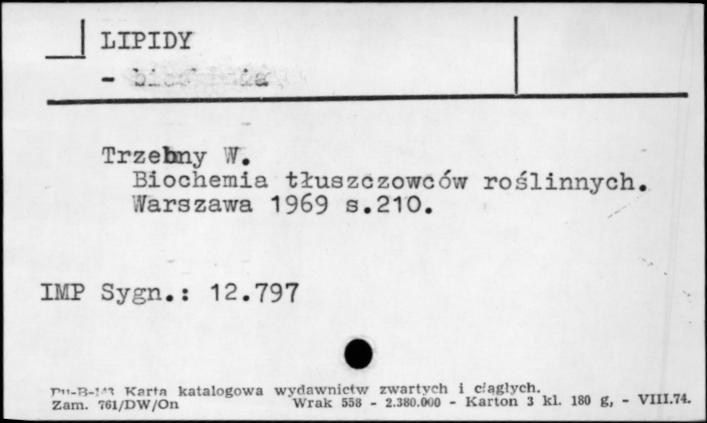 LIPIDY
-
Trzebny W.
Biochemia tłuszczowców roślinnych.
Warszawa 1969 s.210.
IMP Sygn.: 12.797
Karta katalogowa wydawnictw zwartych i ciągłych.
Zam. 761/DW/On Wrak 558 - 2.380.000 - Karton 3 kl. 180 g, - VIII.74.